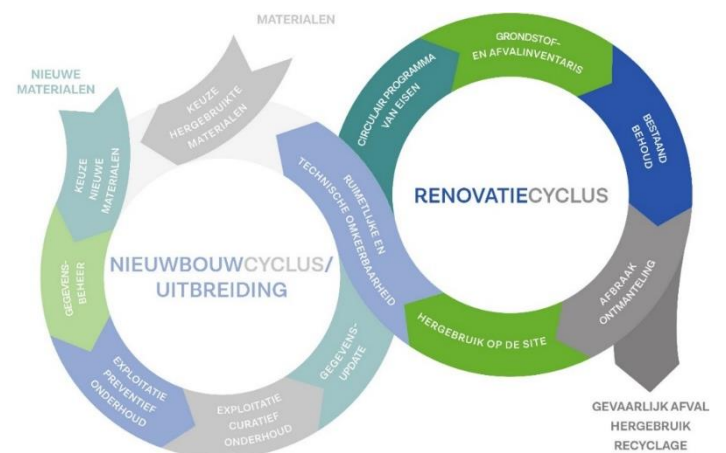 MATERIALEN
NIEUWE
MATERIALEN
KEUZE
HERGEBRUIKTE
MATERIALEN
KEUZE
NIEUWE
MATERIALEN
GEGEVENS-
BEHEER
EXPLOITATIE
PREVENTIEF
ONDERHOUD
EXPLOITATIE
CURATIEF
ONDERHOUD
GEGEVENS-
UPDATE
NIEUWBOUWCYCLUS/
UITBREIDING
RUIMETLIJKE EN
TECHNISCHE OMKEERBAARHEID
CIRCULAIR PROGRAMMA
VAN EISEN
GRONDSTOF-
EN AFVALINVENTARIS
BESTAAND
BEHOUD
RENOVATIECYCLUS
AFBRAAK
ONTMANTELING
HERGEBRUIK OP DE SITE
GEVAARLIJK AFVAL
HERGEBRUIK
RECYCLAGE